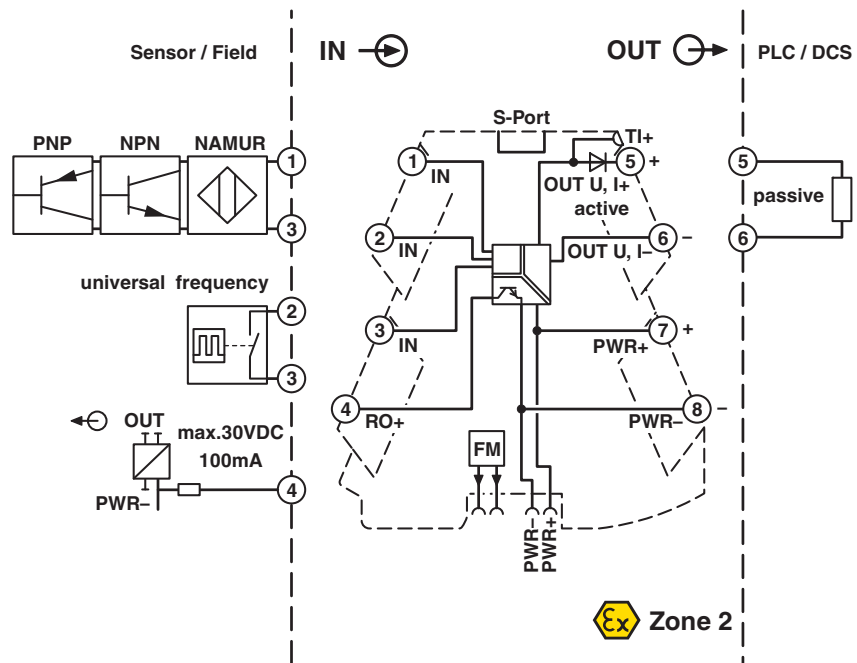 Sensor / Field
IN
OUT
PLC / DCS
S-Port
PNP
NPN
NAMUR
1
3
universal frequency
2
3
OUT
max.30VDC
100mA
PWR–
4
1
IN
2
IN
3
IN
4
RO+
TI+
5 +
OUT U, I+
active
6 –
OUT U, I–
7 +
PWR+
8 –
PWR–
FM
PWR–
PWR+
5
passive
6
Ex Zone 2